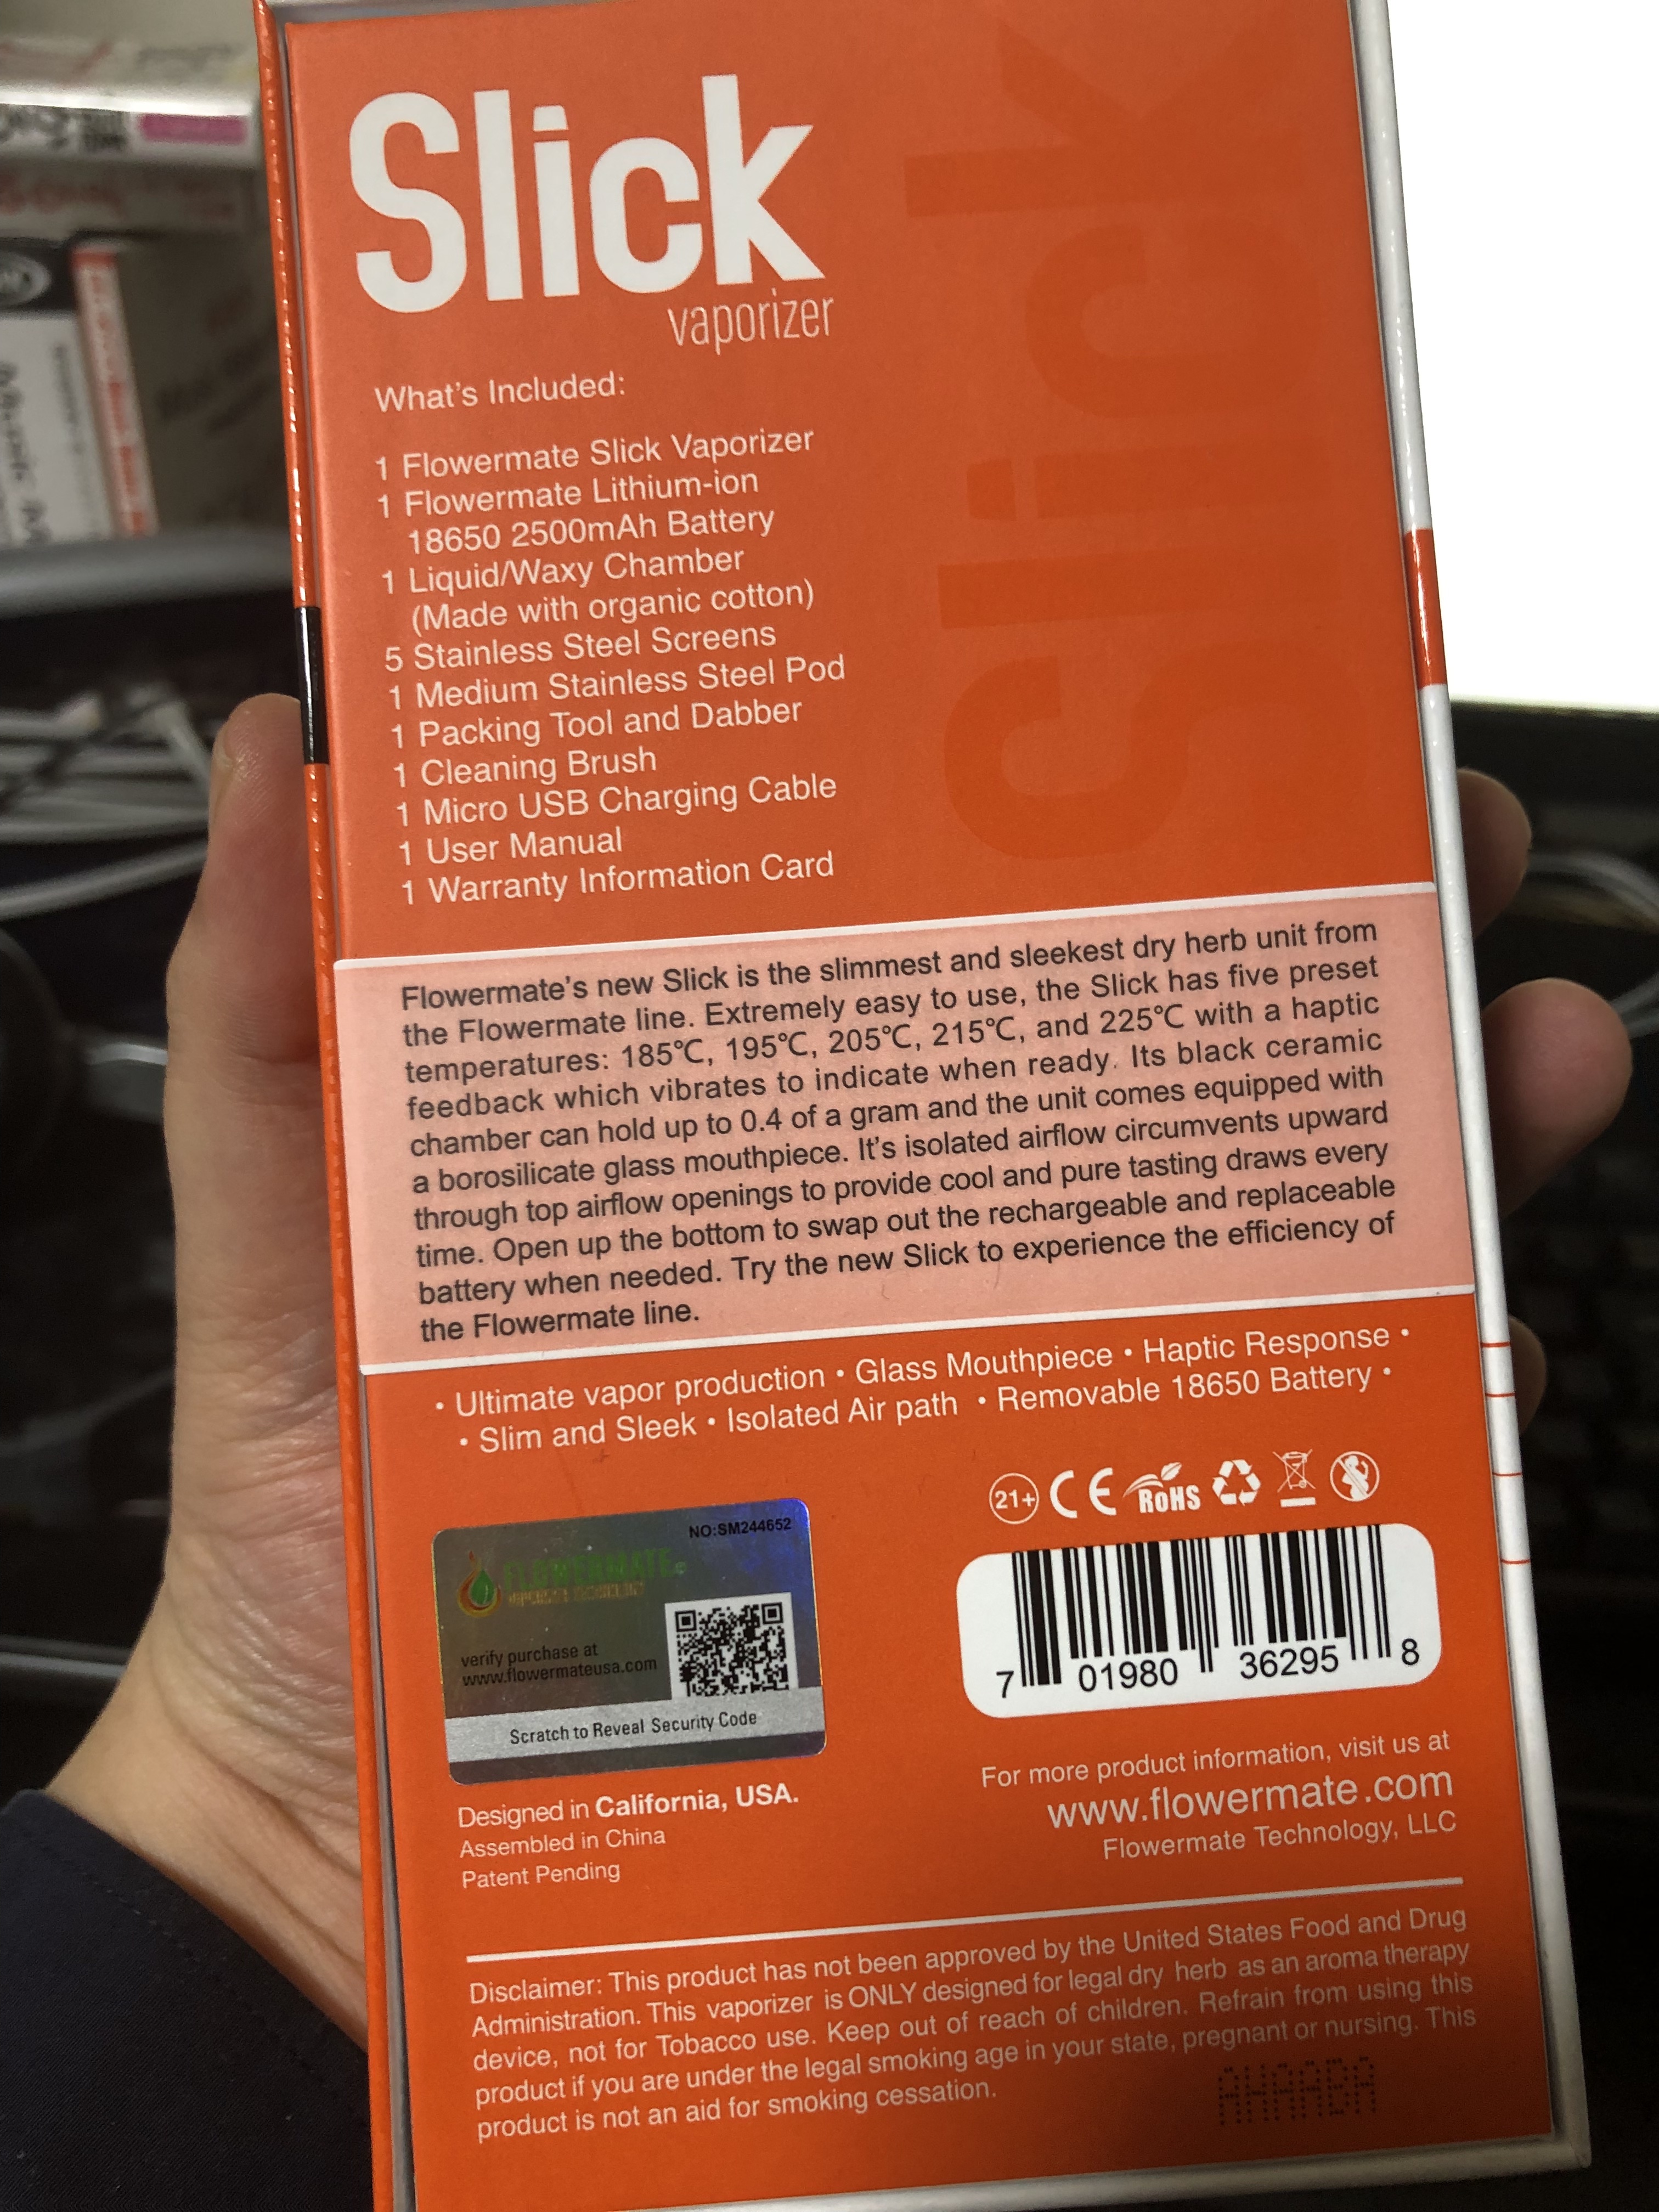 Slick
vaporizer
What's Included:
1 Flowermate Slick Vaporizer
1 Flowermate Lithium-ion
18650 2500mAh Battery
1 Liquid/Waxy Chamber
(Made with organic cotton)
5 Stainless Steel Screens
1 Medium Stainless Steel Pod
1 Packing Tool and Dabber
1 Cleaning Brush
1 Micro USB Charging Cable
1 User Manual
1 Warranty Information Card
Slick
Flowermate's new Slick is the slimmest and sleekest dry herb unit from
the Flowermate line. Extremely easy to use, the Slick has five preset
temperatures: 185℃, 195℃, 205℃, 215℃, and 225℃ with a haptic
feedback which vibrates to indicate when ready. Its black ceramic
chamber can hold up to 0.4 of a gram and the unit comes equipped with
a borosilicate glass mouthpiece. It's isolated airflow circumvents upward
through top airflow openings to provide cool and pure tasting draws every
time. Open up the bottom to swap out the rechargeable and replaceable
battery when needed. Try the new Slick to experience the efficiency of
the Flowermate line.
• Ultimate vapor production • Glass Mouthpiece • Haptic Response •
• Slim and Sleek • Isolated Air path • Removable 18650 Battery •
21+ CE RoHS
NO:SM244652
FLOWERMATE
verify purchase at
www.flowermateusa.com
Scratch to Reveal Security Code
7 01980 36295 8
Designed in California, USA.
Assembled in China
Patent Pending
For more product information, visit us at
www.flowermate.com
Flowermate Technology, LLC
Disclaimer: This product has not been approved by the United States Food and Drug
Administration. This vaporizer is ONLY designed for legal dry herb as an aroma therapy
device, not for Tobacco use. Keep out of reach of children. Refrain from using this
product if you are under the legal smoking age in your state, pregnant or nursing. This
product is not an aid for smoking cessation.
AHAABA